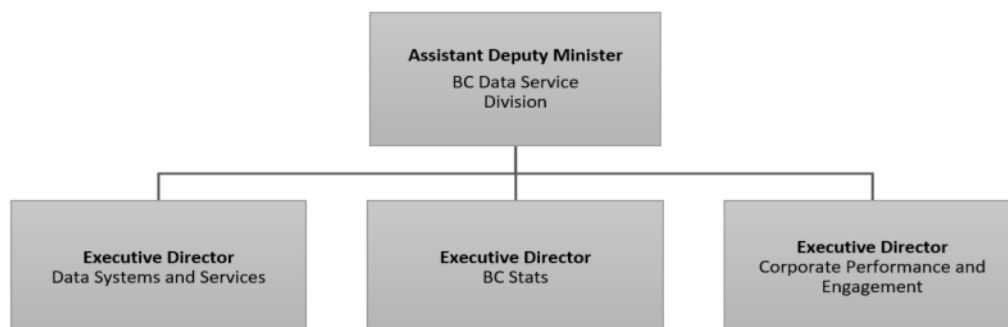 Assistant Deputy Minister
BC Data Service
Division
Executive Director
Data Systems and Services
Executive Director
BC Stats
Executive Director
Corporate Performance and
Engagement